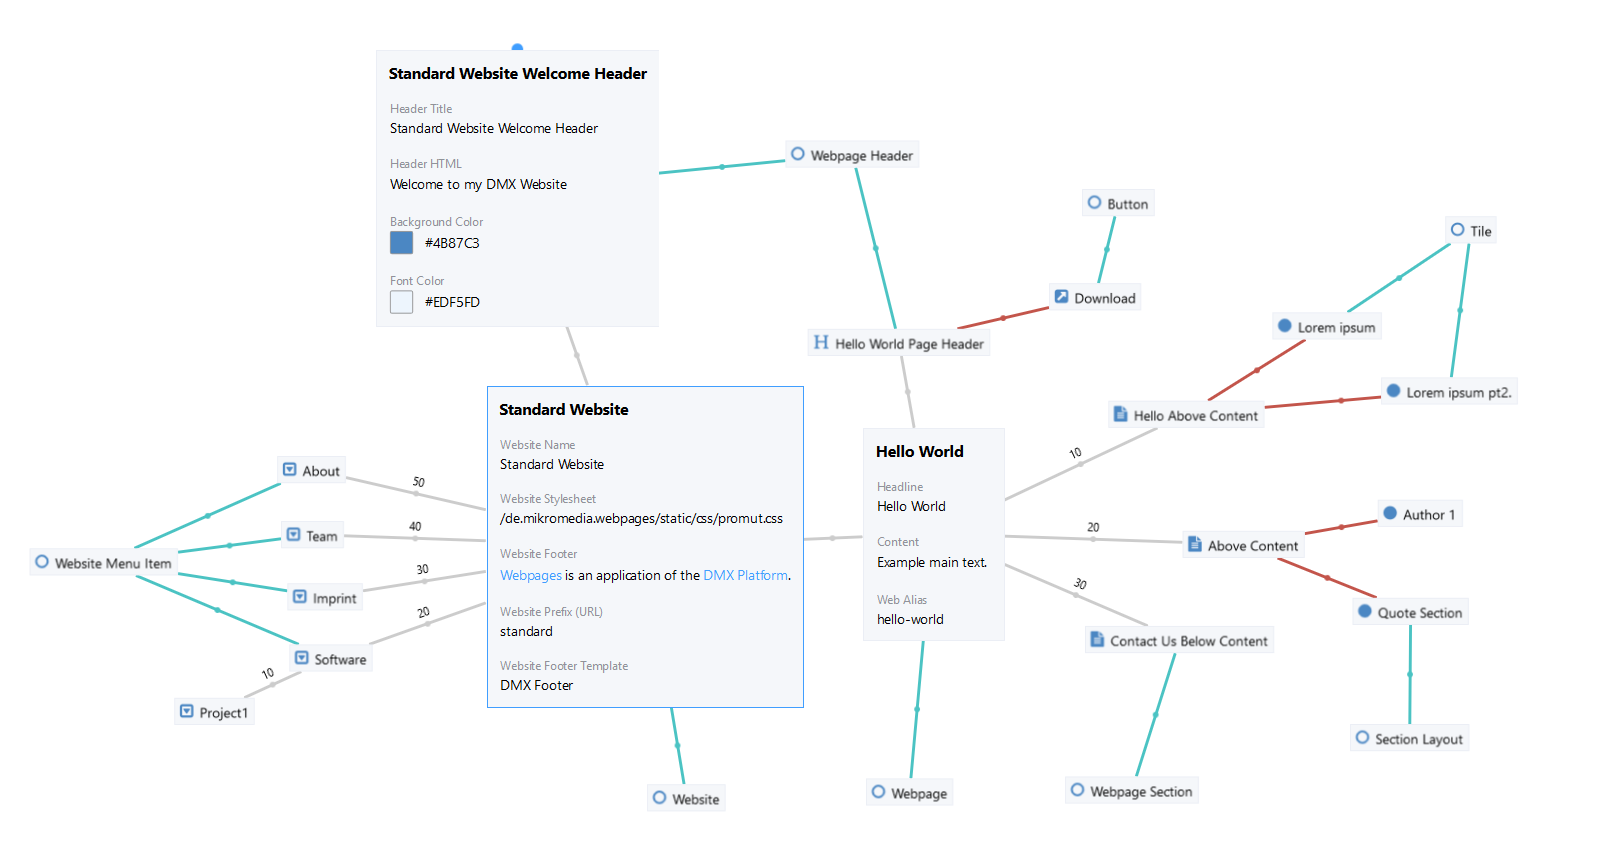 Standard Website Welcome Header
Header Title
Standard Website Welcome Header
Header HTML
Welcome to my DMX Website
Background Color
#4B87C3
Font Color
#EDF5FD
Webpage Header
Button
Tile
Download
Lorem ipsum
Hello World Page Header
Lorem ipsum pt2.
Hello Above Content
10
Standard Website
Website Name
Standard Website
Website Stylesheet
/de.mikromedia.webpages/static/css/promut.css
Website Footer
Webpages is an application of the DMX Platform.
Website Prefix (URL)
standard
Website Footer Template
DMX Footer
Hello World
Headline
Hello World
Content
Example main text.
Web Alias
hello-world
About
50
Team
40
Website Menu Item
Imprint
30
20
Software
10
Project1
20
Above Content
Author 1
30
Quote Section
Contact Us Below Content
Section Layout
Website
Webpage
Webpage Section